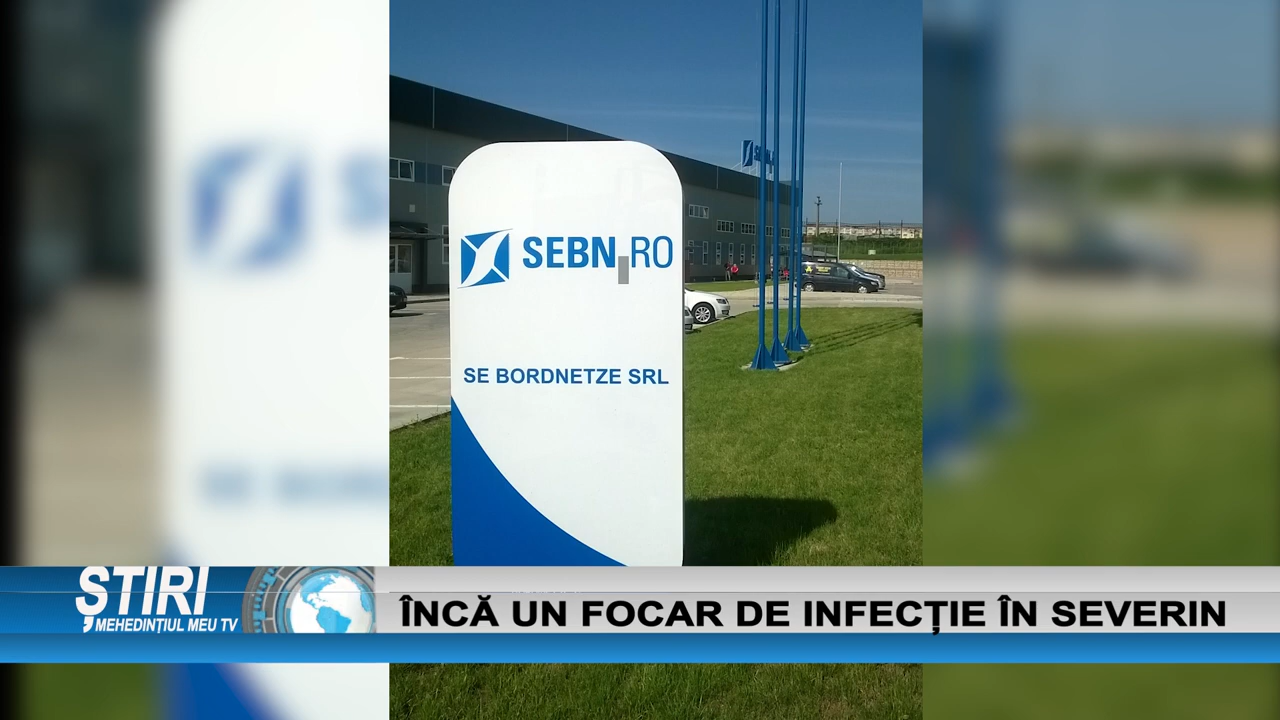 SEBN.RO
SE BORDNETZE SRL
ȘTIRI
MEHEDINȚIUL MEU TV
ÎNCĂ UN FOCAR DE INFECȚIE ÎN SEVERIN